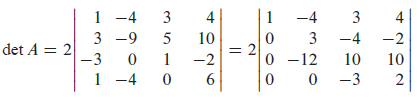 det A = 2 | 1 −4 3 4 | = 2 | 1 −4 3 4 |
| 3 −9 5 10 | | 0 3 −4 −2 |
| −3 0 1 −2 | | 0 −12 10 10 |
| 1 −4 0 6 | | 0 0 −3 2 |